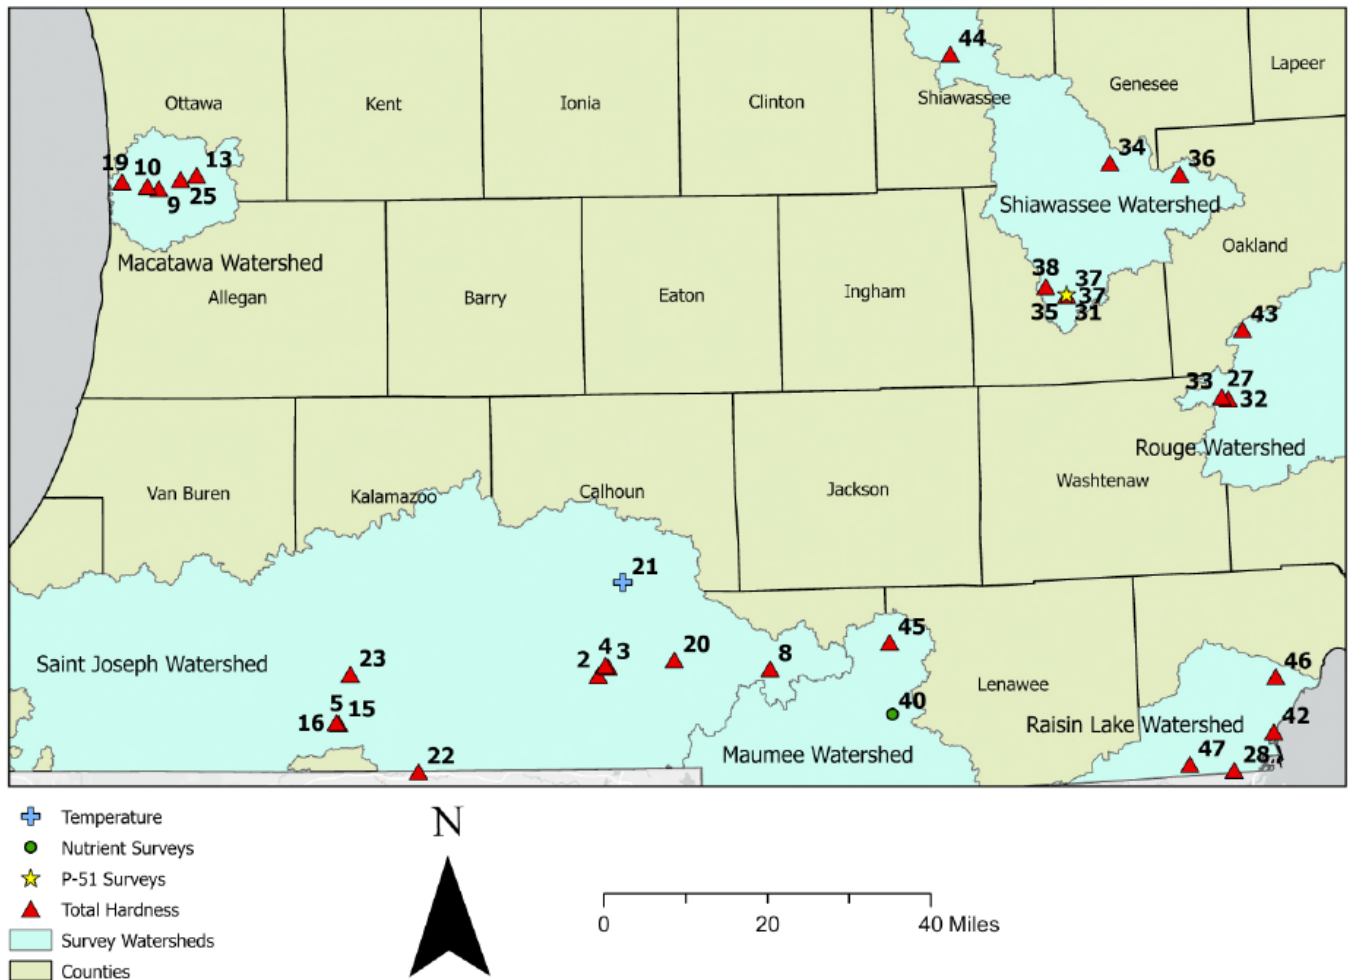 44
Lapeer
Genesee
Ottawa
Kent
Ionia
Clinton
Shiawassee
19
10
13
34
36
9
25
Shiawassee Watershed
Oakland
Macatawa Watershed
Allegan
Barry
Eaton
Ingham
38
37
37
35
31
43
33
27
32
Rouge Watershed
Van Buren
Kalamazoo
Calhoun
Jackson
Washtenaw
21
45
4
2
3
20
8
Saint Joseph Watershed
23
46
Lenawee
5
16
15
40
Raisin Lake Watershed
42
Maumee Watershed
22
47
28
Temperature
Nutrient Surveys
P-51 Surveys
Total Hardness
Survey Watersheds
Counties
N
0
20
40 Miles